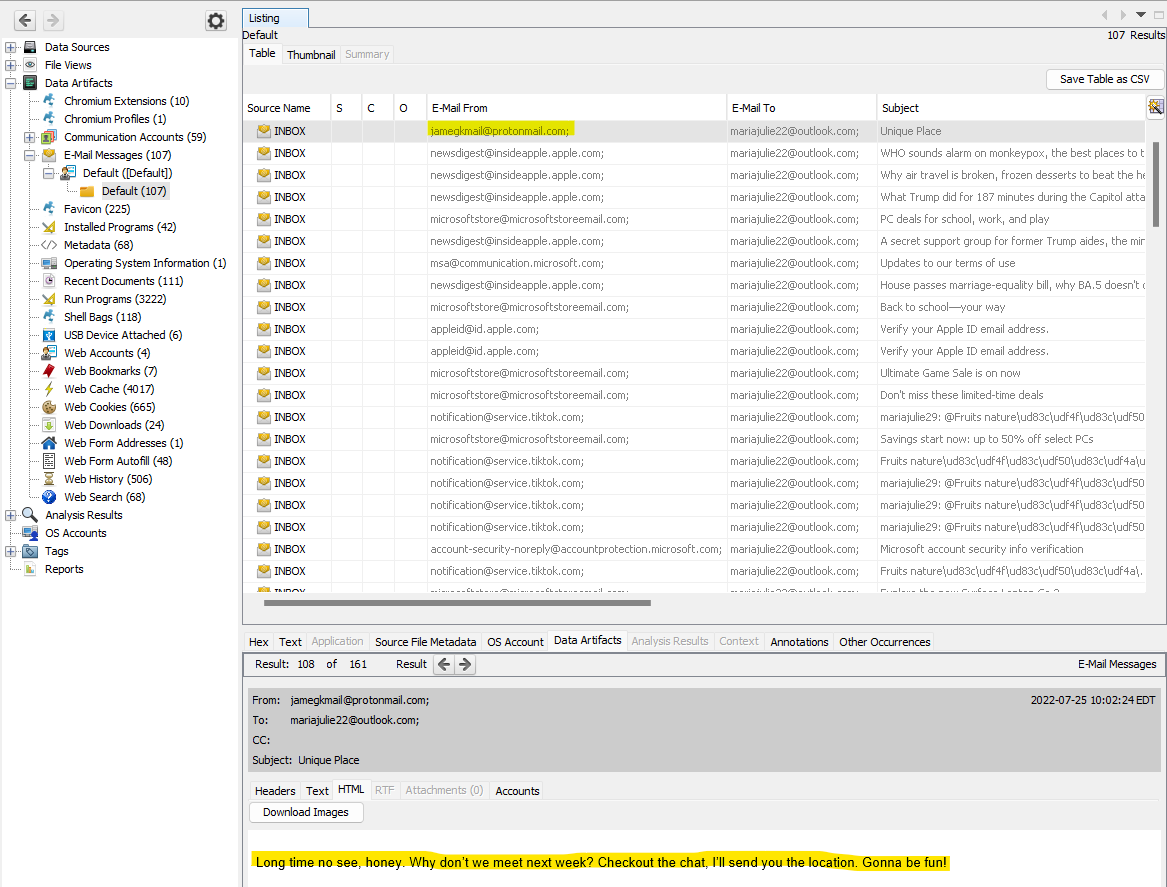 Listing
Default
107 Results
Table Thumbnail Summary
Save Table as CSV
Data Sources
File Views
Data Artifacts
Chromium Extensions (10)
Chromium Profiles (1)
Communication Accounts (59)
E-Mail Messages (107)
Default ([Default])
Default (107)
Favicon (225)
Installed Programs (42)
Metadata (68)
Operating System Information (1)
Recent Documents (111)
Run Programs (3222)
Shell Bags (118)
USB Device Attached (6)
Web Accounts (4)
Web Bookmarks (7)
Web Cache (4017)
Web Cookies (665)
Web Downloads (24)
Web Form Addresses (1)
Web Form Autofill (48)
Web History (506)
Web Search (68)
Analysis Results
OS Accounts
Tags
Reports
Source Name S C O E-Mail From E-Mail To Subject
INBOX jamegkmail@protonmail.com; mariajulie22@outlook.com; Unique Place
INBOX newsdigest@insideapple.apple.com; mariajulie22@outlook.com; WHO sounds alarm on monkeypox, the best places to t
INBOX newsdigest@insideapple.apple.com; mariajulie22@outlook.com; Why air travel is broken, frozen desserts to beat the he
INBOX newsdigest@insideapple.apple.com; mariajulie22@outlook.com; What Trump did for 187 minutes during the Capitol atta
INBOX microsoftstore@microsoftstoreemail.com; mariajulie22@outlook.com; PC deals for school, work, and play
INBOX newsdigest@insideapple.apple.com; mariajulie22@outlook.com; A secret support group for former Trump aides, the mir
INBOX msa@communication.microsoft.com; mariajulie22@outlook.com; Updates to our terms of use
INBOX newsdigest@insideapple.apple.com; mariajulie22@outlook.com; House passes marriage-equality bill, why BA.5 doesn't c
INBOX microsoftstore@microsoftstoreemail.com; mariajulie22@outlook.com; Back to school—your way
INBOX appleid@id.apple.com; mariajulie22@outlook.com; Verify your Apple ID email address.
INBOX appleid@id.apple.com; mariajulie22@outlook.com; Verify your Apple ID email address.
INBOX microsoftstore@microsoftstoreemail.com; mariajulie22@outlook.com; Ultimate Game Sale is on now
INBOX microsoftstore@microsoftstoreemail.com; mariajulie22@outlook.com; Don't miss these limited-time deals
INBOX notification@service.tiktok.com; mariajulie22@outlook.com; mariajulie29: @Fruits nature\ud83c\udf4f\ud83c\udf50
INBOX microsoftstore@microsoftstoreemail.com; mariajulie22@outlook.com; Savings start now: up to 50% off select PCs
INBOX notification@service.tiktok.com; mariajulie22@outlook.com; Fruits nature\ud83c\udf4f\ud83c\udf50\ud83c\udf4a\u
INBOX notification@service.tiktok.com; mariajulie22@outlook.com; mariajulie29: @Fruits nature\ud83c\udf4f\ud83c\udf50
INBOX notification@service.tiktok.com; mariajulie22@outlook.com; mariajulie29: @Fruits nature\ud83c\udf4f\ud83c\udf50
INBOX notification@service.tiktok.com; mariajulie22@outlook.com; mariajulie29: @Fruits nature\ud83c\udf4f\ud83c\udf50
INBOX account-security-noreply@accountprotection.microsoft.com; mariajulie22@outlook.com; Microsoft account security info verification
INBOX notification@service.tiktok.com; mariajulie22@outlook.com; Fruits nature\ud83c\udf4f\ud83c\udf50\ud83c\udf4a\.
Hex Text Application Source File Metadata OS Account Data Artifacts Analysis Results Context Annotations Other Occurrences
Result: 108 of 161 Result E-Mail Messages
From: jamegkmail@protonmail.com; 2022-07-25 10:02:24 EDT
To: mariajulie22@outlook.com;
CC:
Subject: Unique Place
Headers Text HTML RTF Attachments (0) Accounts
Download Images
Long time no see, honey. Why don't we meet next week? Checkout the chat, I'll send you the location. Gonna be fun!